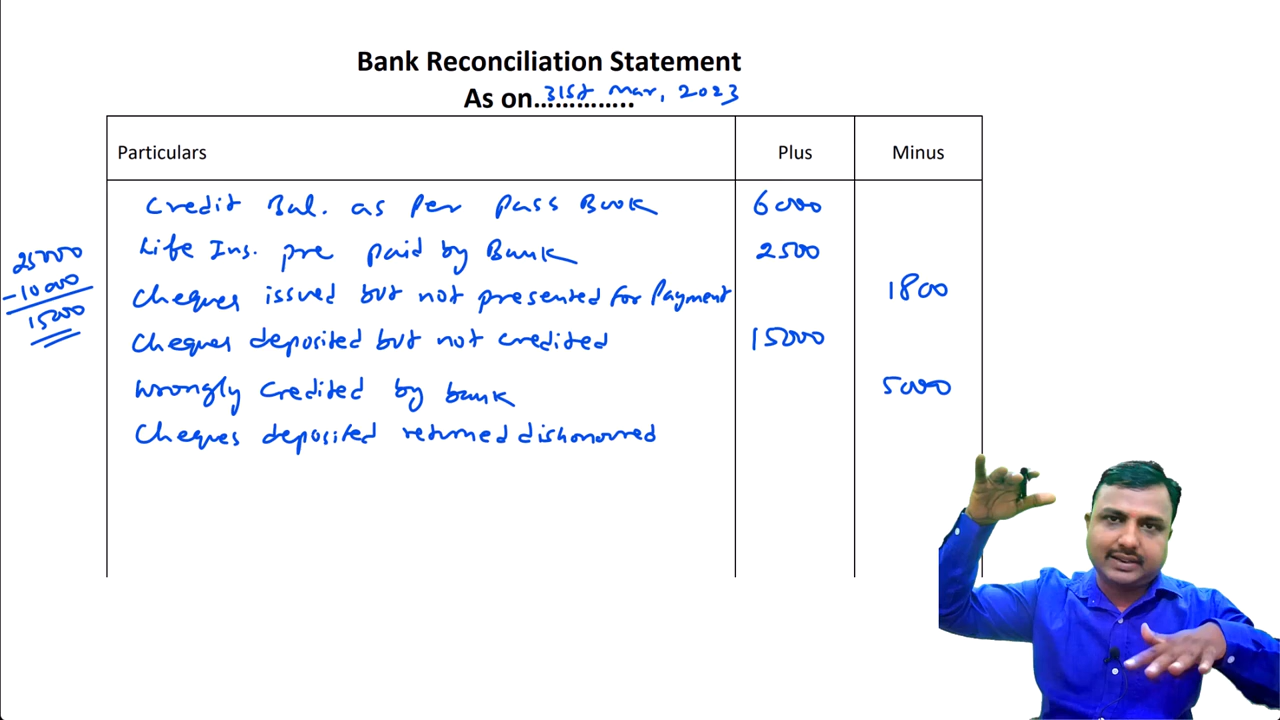 Bank Reconciliation Statement
As on.............. 31st Mar, 2023
Particulars Plus Minus
Credit Bal. as Per pass Book 6000
Life Ins. pre paid by Bank 2500
25000
-10000
15000
Cheques issued but not presented for Payment 1800
Cheques deposited but not credited 15000
Wrongly Credited by bank 5000
Cheques deposited returned dishonoured